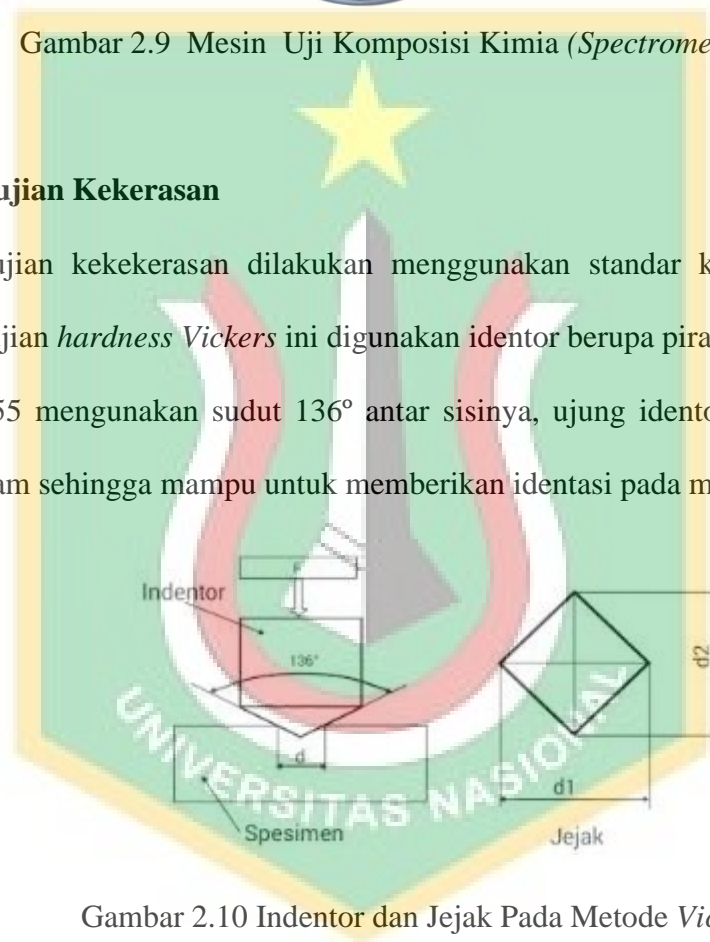 Gambar 2.9 Mesin Uji Komposisi Kimia (Spectrome
ujian Kekerasan
ujian kekekerasan dilakukan menggunakan standar k
jian hardness Vickers ini digunakan identor berupa pira
55 mengunakan sudut 136º antar sisinya, ujung idento
am sehingga mampu untuk memberikan identasi pada m
F
Indentor
136°
d
d2
d1
Spesimen
Jejak
UNIVERSITAS NASIONAL
Gambar 2.10 Indentor dan Jejak Pada Metode Vic